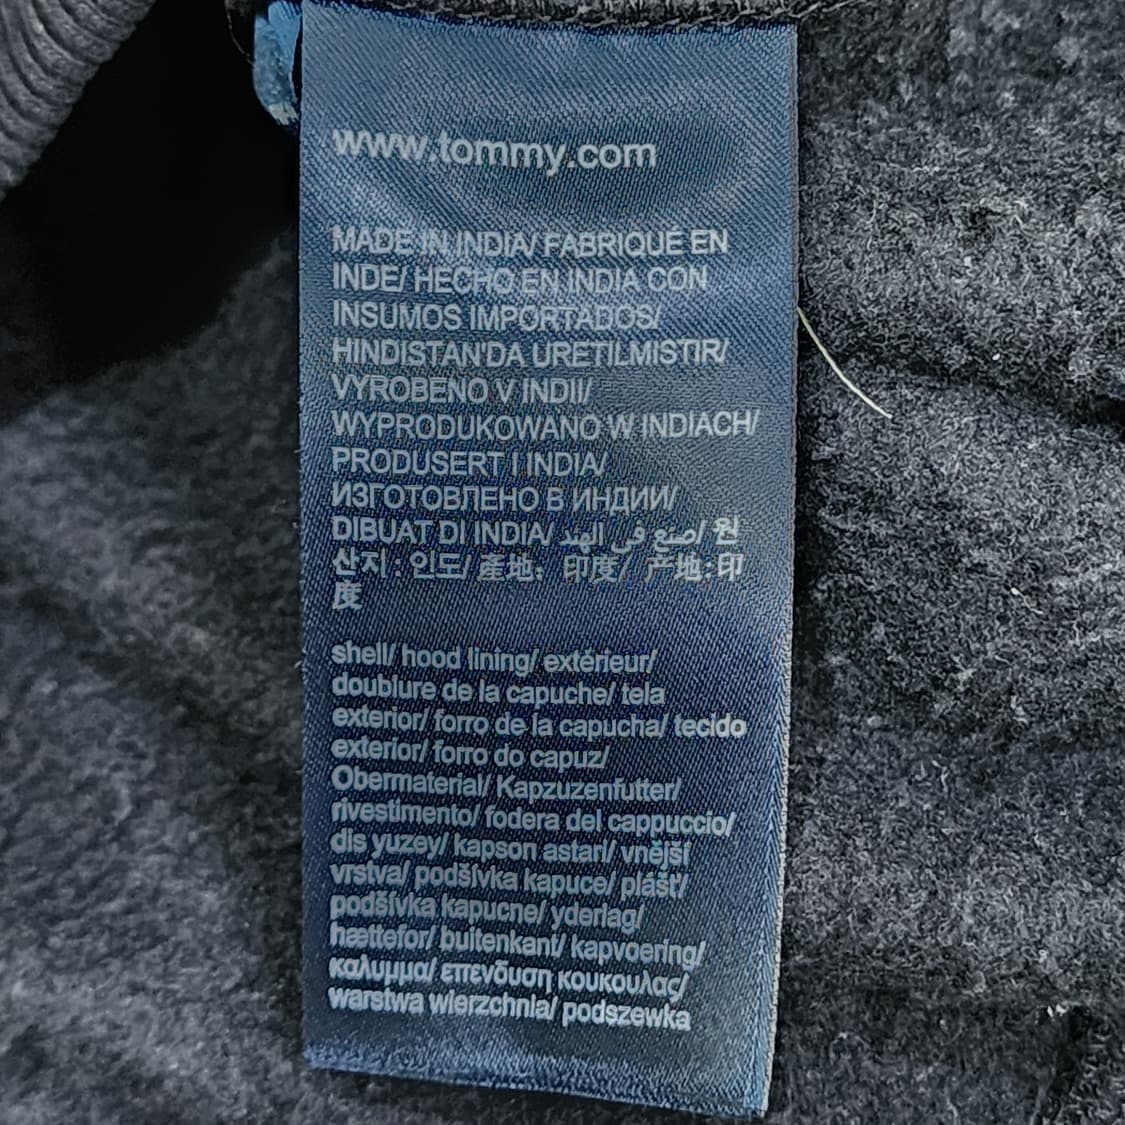 www.tommy.com
MADE IN INDIA/ FABRIQUE EN
INDE/ HECHO EN INDIA CON
INSUMOS IMPORTADOS/
HINDISTAN'DA URETILMISTIR/
VYROBENO V INDII/
WYPRODUKOWANO W INDIACH/
PRODUSERT I INDIA/
ИЗГОТОВЛЕНО В ИНДИИ/
DIBUAT DI INDIA/ صنع في الهند/ 원
산지 : 인도/ 產地: 印度/ 产地: 印
度
shell/ hood lining/ extérieur/
doublure de la capuche/ tela
exterior/ forro de la capucha/ tecido
exterior/ forro do capuz/
Obermaterial/ Kapzuzenfutter/
rivestimento/ fodera del cappuccio/
dis yuzey/ kapson astari/ vnější
vrstva/ podšívka kapuce/ plášť/
podšívka kapucne/ yderlag/
hættefor/ buitenkant/ kapvoering/
καλυμμα/ επενδυση κουκουλας/
warstwa wierzchnia/ podszewka